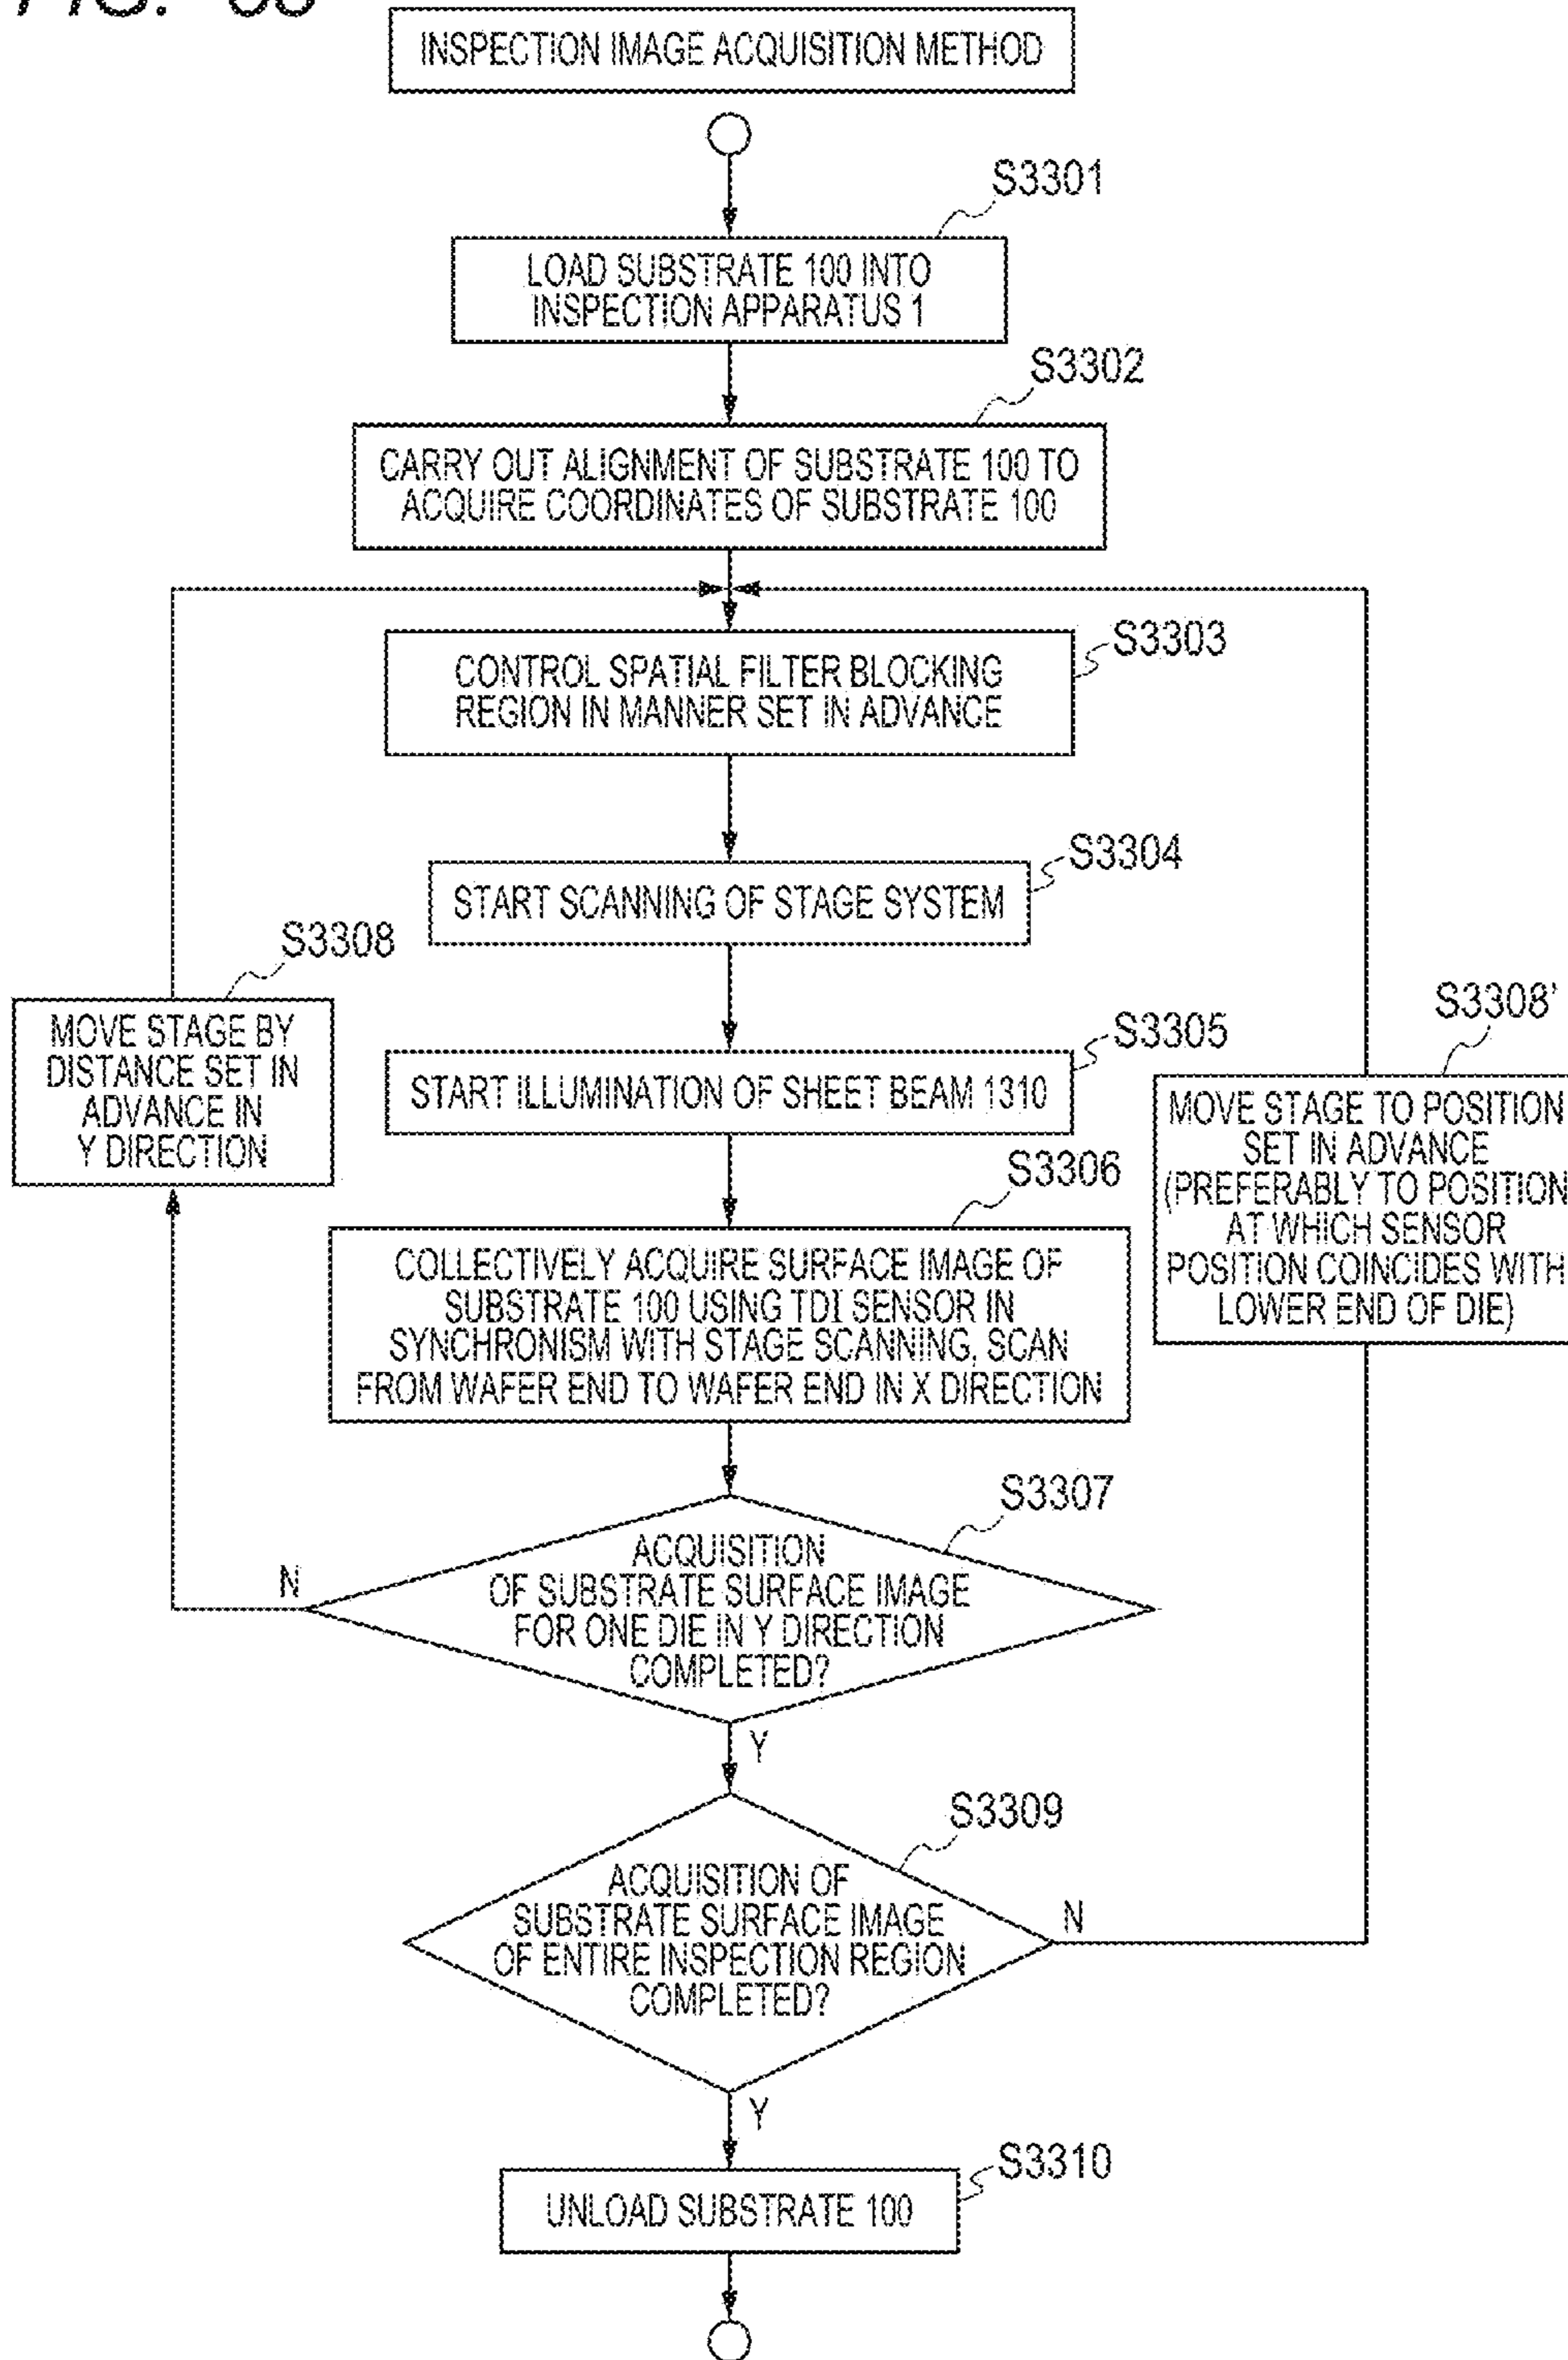 FIG.
INSPECTION IMAGE ACQUISITION METHOD
S3301
LOAD SUBSTRATE 100 INTO
INSPECTION APPARATUS 1
S3302
CARRY OUT ALIGNMENT OF SUBSTRATE 100 TO
ACQUIRE COORDINATES OF SUBSTRATE 100
S3303
CONTROL SPATIAL FILTER BLOCKING
REGION IN MANNER SET IN ADVANCE
S3304
START SCANNING OF STAGE SYSTEM
S3308
MOVE STAGE BY
DISTANCE SET IN
ADVANCE IN
Y DIRECTION
S3305
START ILLUMINATION OF SHEET BEAM 1310
S3308'
MOVE STAGE TO POSITION
SET IN ADVANCE
(PREFERABLY TO POSITION
AT WHICH SENSOR
POSITION COINCIDES WITH
LOWER END OF DIE)
S3306
COLLECTIVELY ACQUIRE SURFACE IMAGE OF
SUBSTRATE 100 USING TDI SENSOR IN
SYNCHRONISM WITH STAGE SCANNING, SCAN
FROM WAFER END TO WAFER END IN X DIRECTION
S3307
ACQUISITION
OF SUBSTRATE SURFACE IMAGE
FOR ONE DIE IN Y DIRECTION
COMPLETED?
N
Y
S3309
ACQUISITION OF
SUBSTRATE SURFACE IMAGE
OF ENTIRE INSPECTION REGION
COMPLETED?
N
Y
S3310
UNLOAD SUBSTRATE 100